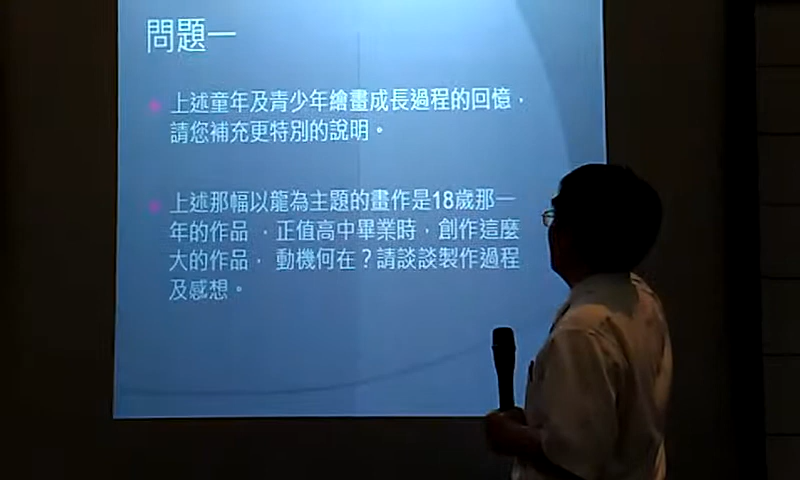 問題一
上述童年及青少年繪畫成長過程的回憶，
請您補充更特別的說明。
上述那幅以龍為主題的畫作是18歲那一
年的作品 ，正值高中畢業時，創作這麼
大的作品， 動機何在？請談談製作過程
及感想。